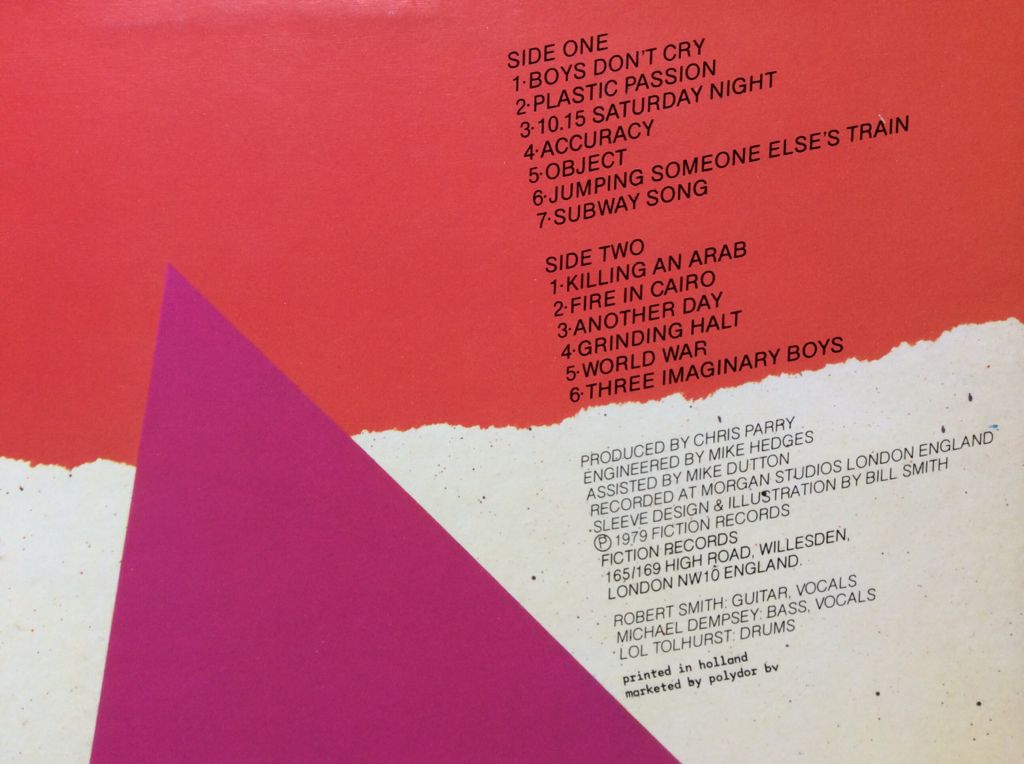 SIDE ONE
1·BOYS DON'T CRY
2·PLASTIC PASSION
3·10.15 SATURDAY NIGHT
4·ACCURACY
5·OBJECT
6·JUMPING SOMEONE ELSE'S TRAIN
7·SUBWAY SONG
SIDE TWO
1·KILLING AN ARAB
2·FIRE IN CAIRO
3·ANOTHER DAY
4·GRINDING HALT
5·WORLD WAR
6·THREE IMAGINARY BOYS
PRODUCED BY CHRIS PARRY
ENGINEERED BY MIKE HEDGES
ASSISTED BY MIKE DUTTON
RECORDED AT MORGAN STUDIOS LONDON ENGLAND
SLEEVE DESIGN & ILLUSTRATION BY BILL SMITH
℗ 1979 FICTION RECORDS
FICTION RECORDS
165/169 HIGH ROAD, WILLESDEN,
LONDON NW10 ENGLAND.
ROBERT SMITH: GUITAR, VOCALS
MICHAEL DEMPSEY: BASS, VOCALS
LOL TOLHURST: DRUMS
printed in holland
marketed by polydor bv